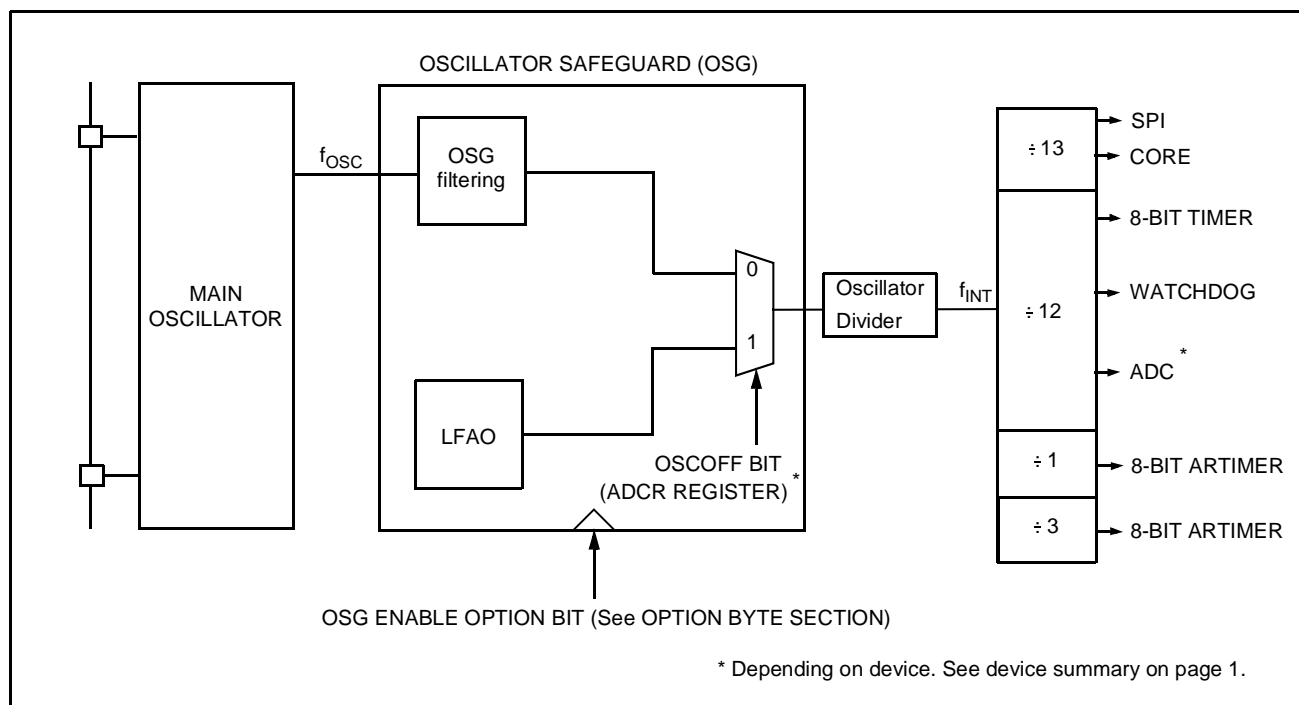 OSCILLATOR SAFEGUARD (OSG)
MAIN
OSCILLATOR
fOSC
OSG
filtering
LFAO
0
1
OSCOFF BIT
(ADCR REGISTER) *
Oscillator
Divider
fINT
÷ 13
÷ 12
÷ 1
÷ 3
SPI
CORE
8-BIT TIMER
WATCHDOG
ADC *
8-BIT ARTIMER
8-BIT ARTIMER
OSG ENABLE OPTION BIT (See OPTION BYTE SECTION)
* Depending on device. See device summary on page 1.